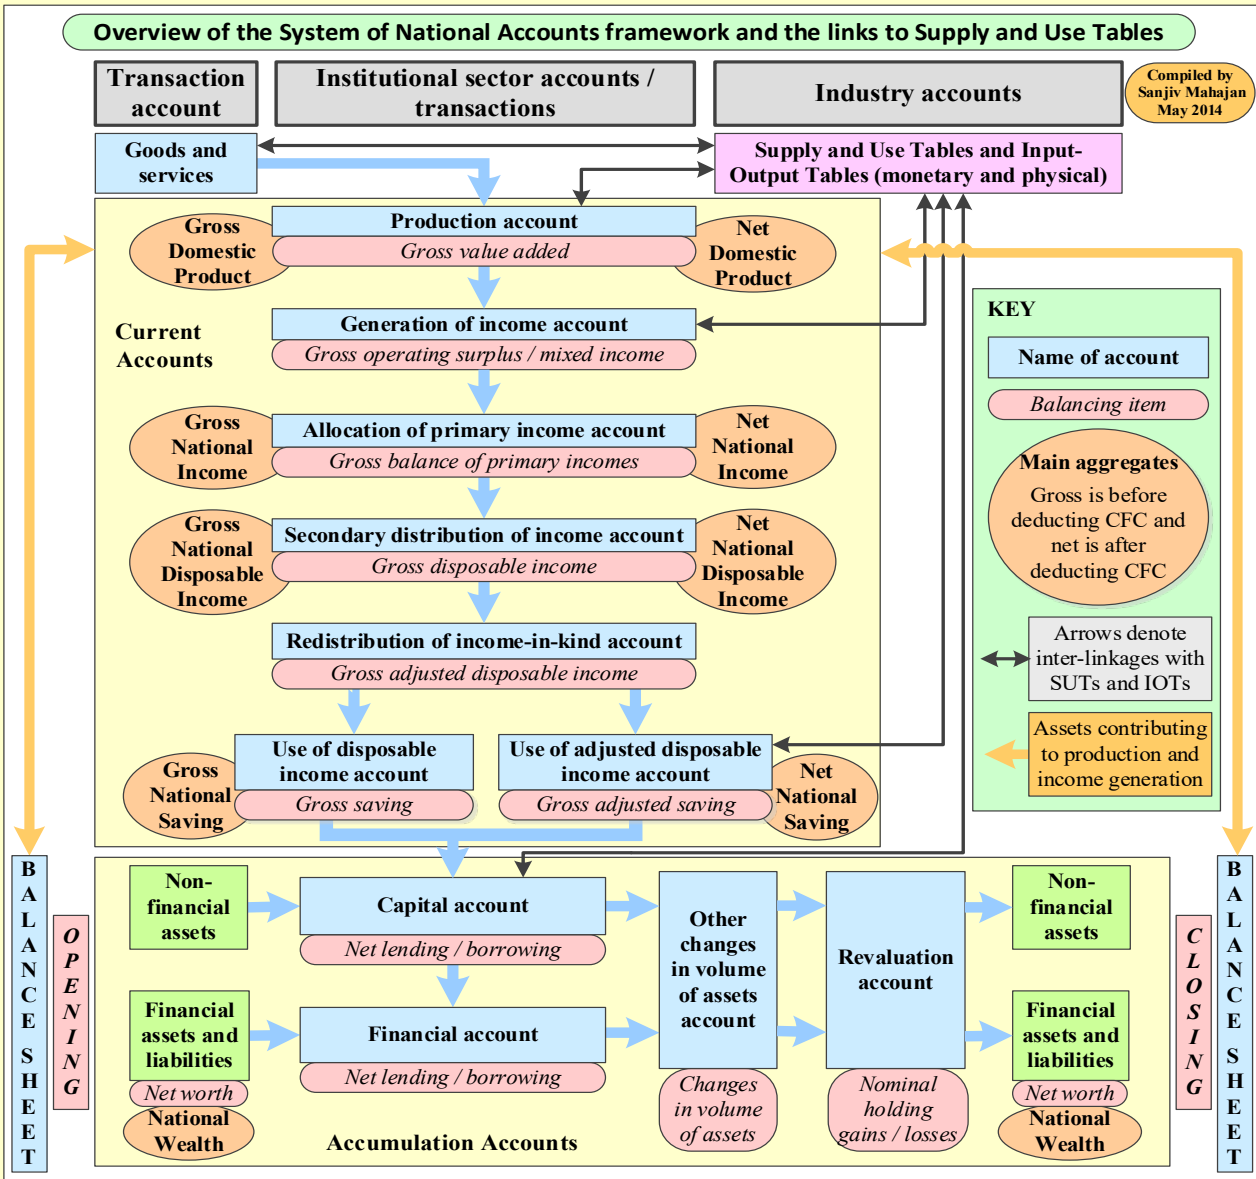 Overview of the System of National Accounts framework and the links to Supply and Use Tables
Transaction
account
Institutional sector accounts /
transactions
Industry accounts
Compiled by
Sanjiv Mahajan
May 2014
Goods and
services
Supply and Use Tables and Input-
Output Tables (monetary and physical)
Production account
Gross value added
Gross
Domestic
Product
Net
Domestic
Product
Current
Accounts
Generation of income account
Gross operating surplus / mixed income
Gross
National
Income
Allocation of primary income account
Gross balance of primary incomes
Net
National
Income
Gross
National
Disposable
Income
Secondary distribution of income account
Gross disposable income
Net
National
Disposable
Income
Redistribution of income-in-kind account
Gross adjusted disposable income
Gross
National
Saving
Use of disposable
income account
Gross saving
Use of adjusted disposable
income account
Gross adjusted saving
Net
National
Saving
KEY
Name of account
Balancing item
Main aggregates
Gross is before
deducting CFC and
net is after
deducting CFC
Arrows denote
inter-linkages with
SUTs and IOTs
Assets contributing
to production and
income generation
BALANCE SHEET
OPENING
Non-
financial
assets
Capital account
Net lending / borrowing
Financial
assets and
liabilities
Net worth
National
Wealth
Financial account
Net lending / borrowing
Other
changes
in volume
of assets
account
Changes
in volume
of assets
Revaluation
account
Nominal
holding
gains / losses
Non-
financial
assets
Financial
assets and
liabilities
Net worth
National
Wealth
Accumulation Accounts
CLOSING
BALANCE SHEET